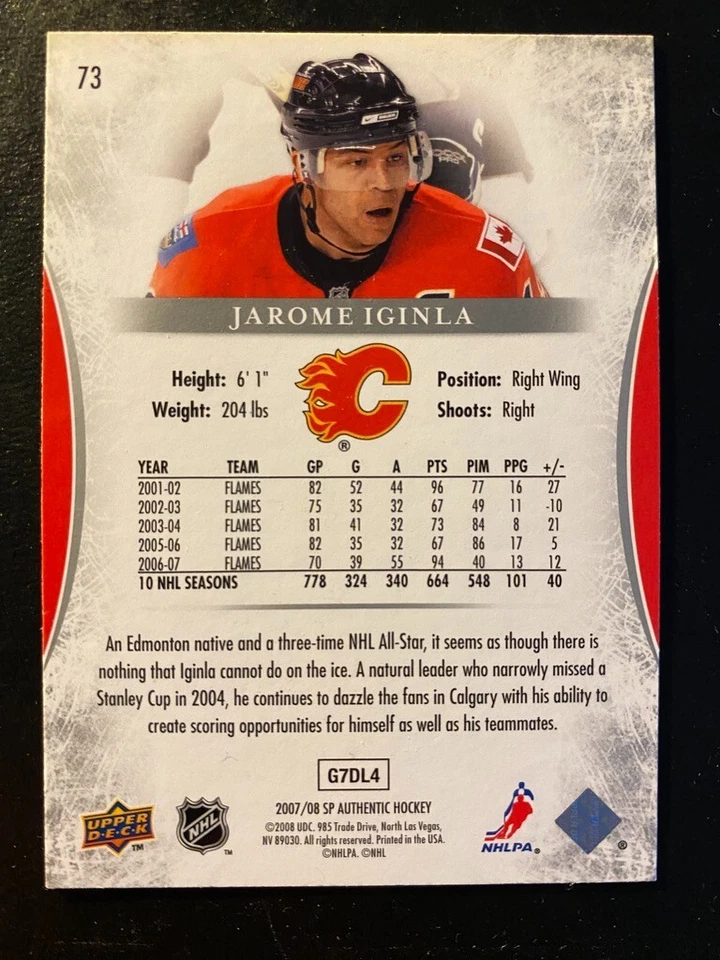 73
JAROME IGINLA
Height: 6' 1" Position: Right Wing
Weight: 204 lbs Shoots: Right
®
YEAR TEAM GP G A PTS PIM PPG +/-
2001-02 FLAMES 82 52 44 96 77 16 27
2002-03 FLAMES 75 35 32 67 49 11 -10
2003-04 FLAMES 81 41 32 73 84 8 21
2005-06 FLAMES 82 35 32 67 86 17 5
2006-07 FLAMES 70 39 55 94 40 13 12
10 NHL SEASONS 778 324 340 664 548 101 40
An Edmonton native and a three-time NHL All-Star, it seems as though there is
nothing that Iginla cannot do on the ice. A natural leader who narrowly missed a
Stanley Cup in 2004, he continues to dazzle the fans in Calgary with his ability to
create scoring opportunities for himself as well as his teammates.
G7DL4
UPPER
D·E·C·K
TM
NHL
TM
2007/08 SP AUTHENTIC HOCKEY
©2008 UDC. 985 Trade Drive, North Las Vegas,
NV 89030. All rights reserved. Printed in the USA.
©NHLPA. ©NHL
NHLPA®
®